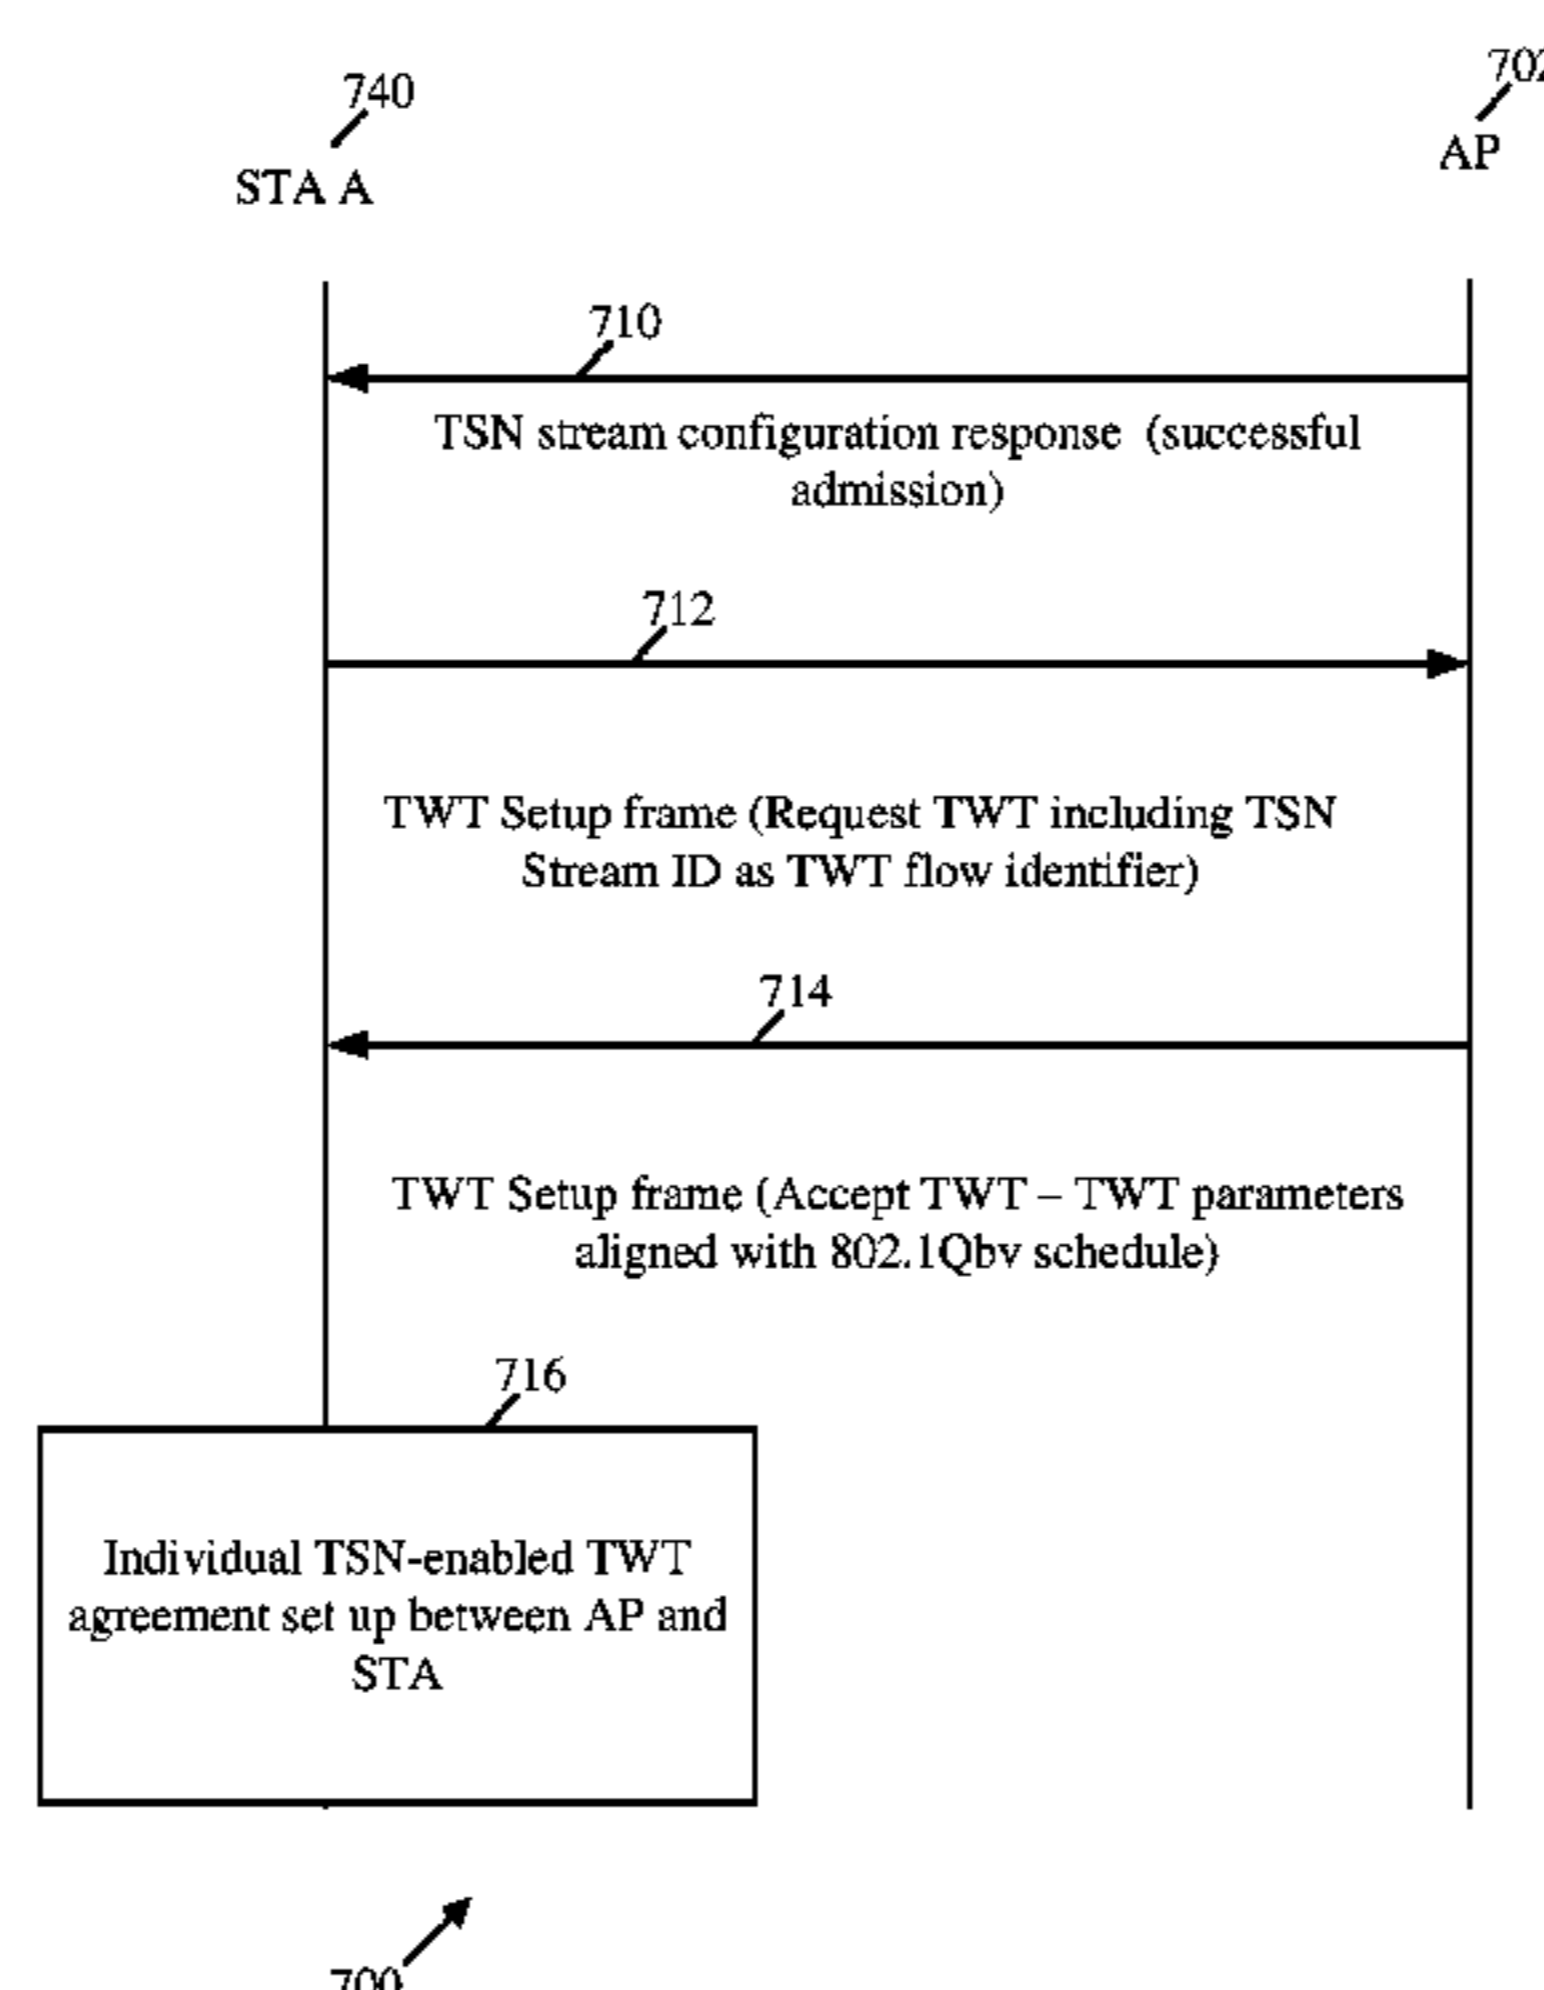 740
702
STA A
AP
710
TSN stream configuration response (successful
admission)
712
TWT Setup frame (Request TWT including TSN
Stream ID as TWT flow identifier)
714
TWT Setup frame (Accept TWT – TWT parameters
aligned with 802.1Qbv schedule)
716
Individual TSN-enabled TWT
agreement set up between AP and
STA
700